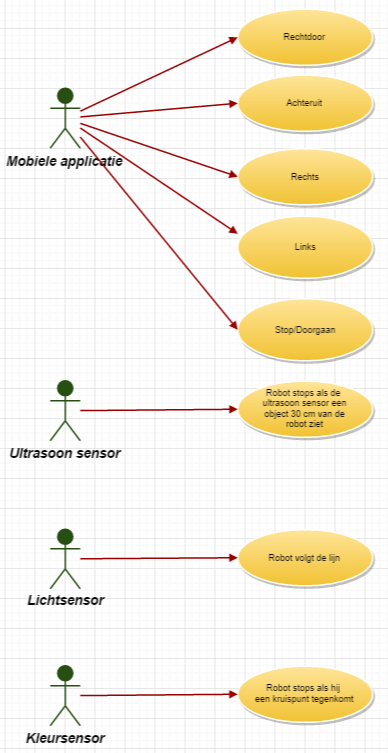 Rechtdoor
Achteruit
Mobiele applicatie
Rechts
Links
Stop/Doorgaan
Robot stops als de
ultrasoon sensor een
object 30 cm van de
robot ziet
Ultrasoon sensor
Robot volgt de lijn
Lichtsensor
Robot stops als hij
een kruispunt tegenkomt
Kleursensor